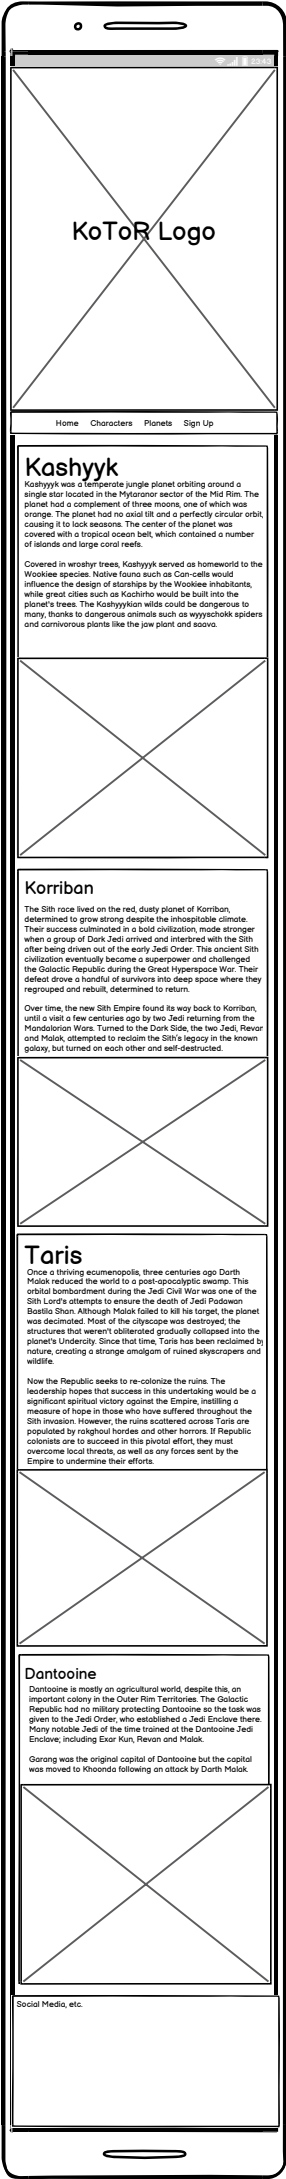 23:43
KoToR Logo
Home Characters Planets Sign Up
Kashyyk
Kashyyyk was a temperate jungle planet orbiting around a
single star located in the Mytaranor sector of the Mid Rim. The
planet had a complement of three moons, one of which was
orange. The planet had no axial tilt and a perfectly circular orbit,
causing it to lack seasons. The center of the planet was
covered with a tropical ocean belt, which contained a number
of islands and large coral reefs.
Covered in wroshyr trees, Kashyyyk served as homeworld to the
Wookiee species. Native fauna such as Can-cells would
influence the design of starships by the Wookiee inhabitants,
while great cities such as Kachirho would be built into the
planet's trees. The Kashyyykian wilds could be dangerous to
many, thanks to dangerous animals such as wyyyschokk spiders
and carnivorous plants like the jaw plant and saava.
Korriban
The Sith race lived on the red, dusty planet of Korriban,
determined to grow strong despite the inhospitable climate.
Their success culminated in a bold civilization, made stronger
when a group of Dark Jedi arrived and interbred with the Sith
after being driven out of the early Jedi Order. This ancient Sith
civilization eventually became a superpower and challenged
the Galactic Republic during the Great Hyperspace War. Their
defeat drove a handful of survivors into deep space where they
regrouped and rebuilt, determined to return.
Over time, the new Sith Empire found its way back to Korriban,
until a visit a few centuries ago by two Jedi returning from the
Mandalorian Wars. Turned to the Dark Side, the two Jedi, Revan
and Malak, attempted to reclaim the Sith's legacy in the known
galaxy, but turned on each other and self-destructed.
Taris
Once a thriving ecumenopolis, three centuries ago Darth
Malak reduced the world to a post-apocalyptic swamp. This
orbital bombardment during the Jedi Civil War was one of the
Sith Lord's attempts to ensure the death of Jedi Padawan
Bastila Shan. Although Malak failed to kill his target, the planet
was decimated. Most of the cityscape was destroyed; the
structures that weren't obliterated gradually collapsed into the
planet's Undercity. Since that time, Taris has been reclaimed by
nature, creating a strange amalgam of ruined skyscrapers and
wildlife.
Now the Republic seeks to re-colonize the ruins. The
leadership hopes that success in this undertaking would be a
significant spiritual victory against the Empire, instilling a
measure of hope in those who have suffered throughout the
Sith invasion. However, the ruins scattered across Taris are
populated by rakghoul hordes and other horrors. If Republic
colonists are to succeed in this pivotal effort, they must
overcome local threats, as well as any forces sent by the
Empire to undermine their efforts.
Dantooine
Dantooine is mostly an agricultural world, despite this, an
important colony in the Outer Rim Territories. The Galactic
Republic had no military protecting Dantooine so the task was
given to the Jedi Order, who established a Jedi Enclave there.
Many notable Jedi of the time trained at the Dantooine Jedi
Enclave; including Exar Kun, Revan and Malak.
Garang was the original capital of Dantooine but the capital
was moved to Khoonda following an attack by Darth Malak.
Social Media, etc.